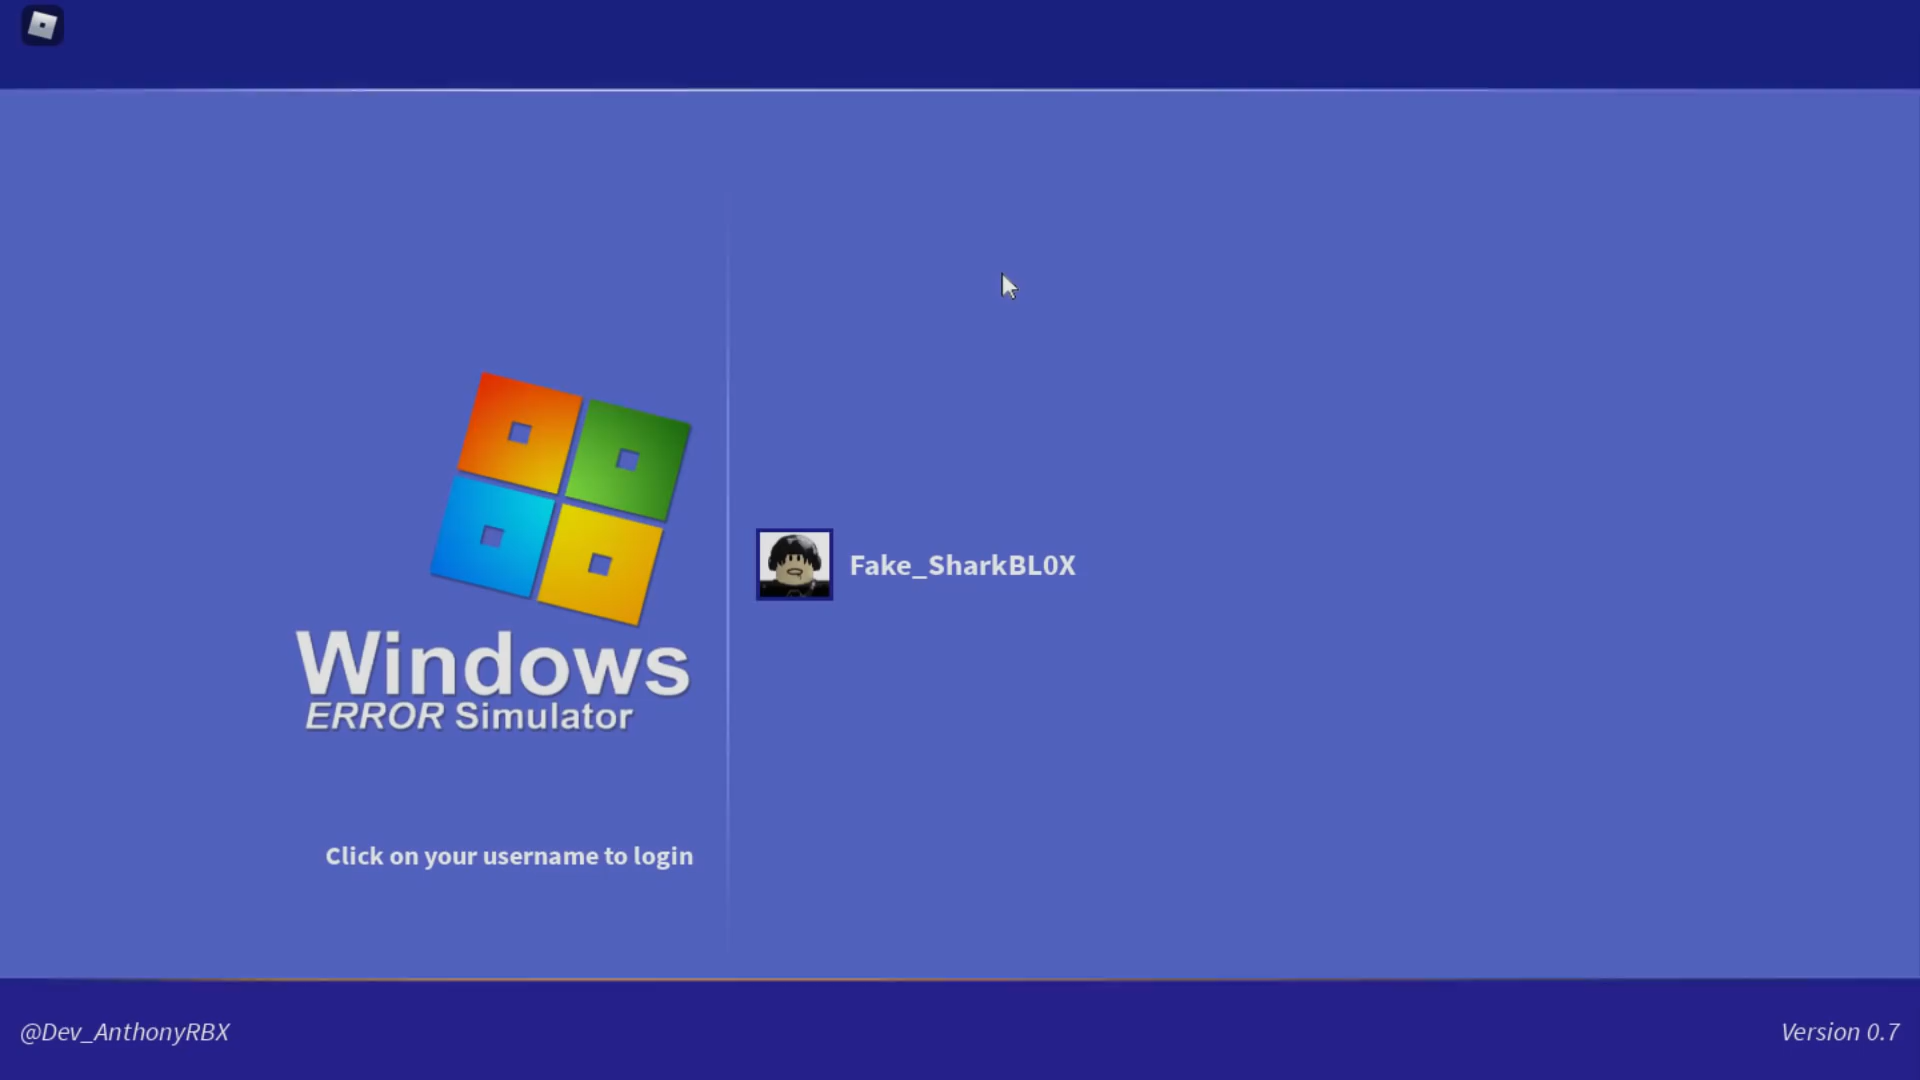 Windows
ERROR Simulator
Click on your username to login
Fake_SharkBL0X
@Dev_AnthonyRBX
Version 0.7